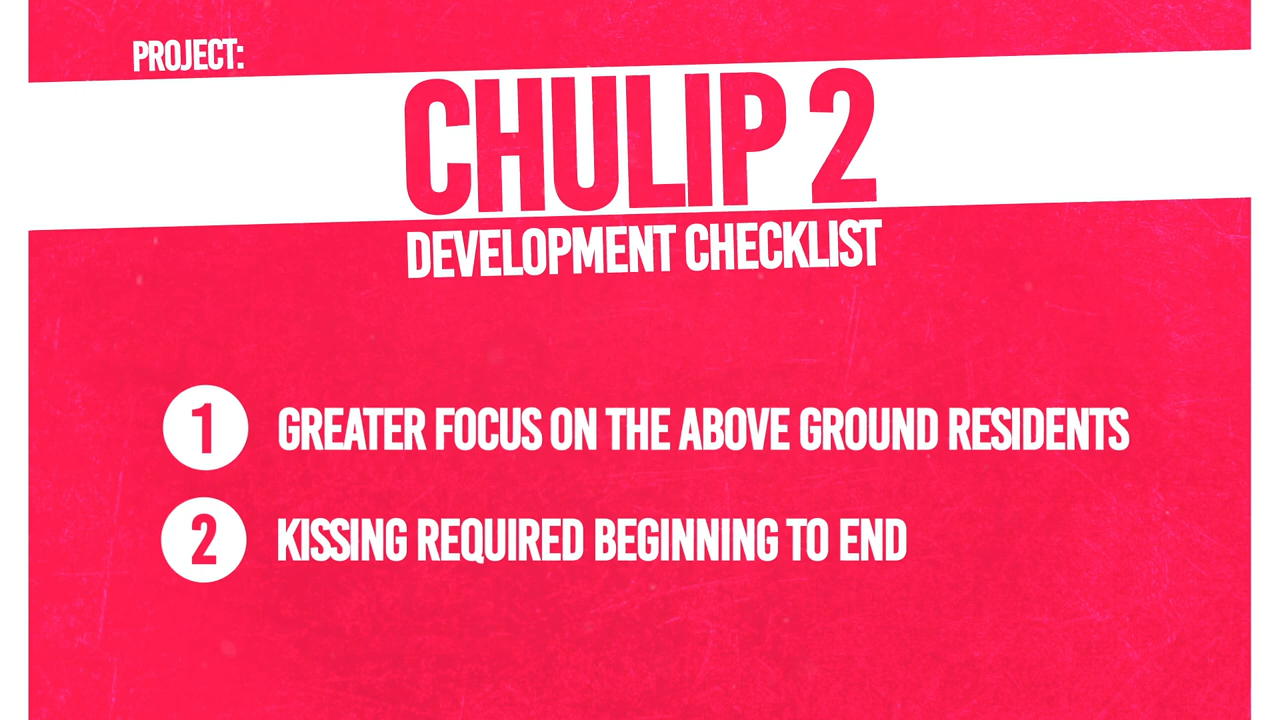 PROJECT:
CHULIP 2
DEVELOPMENT CHECKLIST
1 GREATER FOCUS ON THE ABOVE GROUND RESIDENTS
2 KISSING REQUIRED BEGINNING TO END